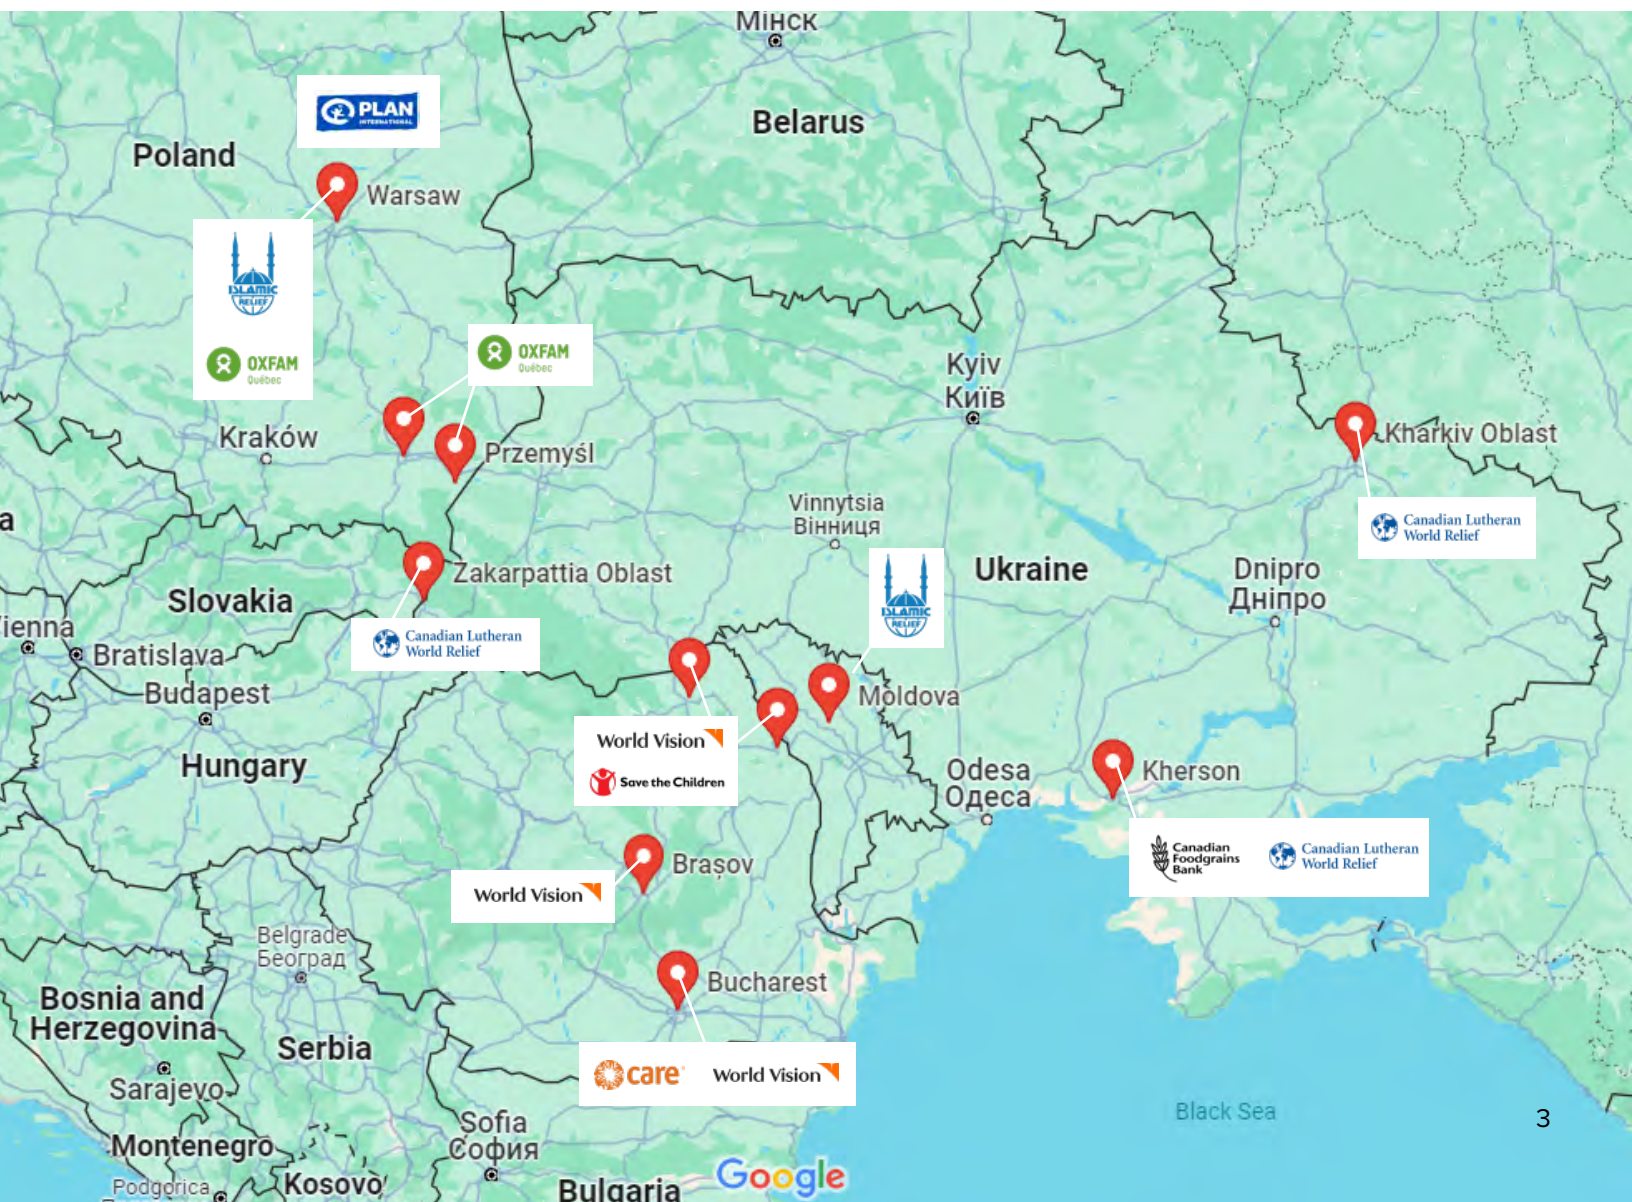 Мінск
PLAN
INTERNATIONAL
Belarus
Poland
Warsaw
ISLAMIC
RELIEF
OXFAM
Québec
OXFAM
Québec
Kyiv
Київ
Kraków
Przemyśl
Kharkiv Oblast
Vinnytsia
Вінниця
Canadian Lutheran
World Relief
a
Zakarpattia Oblast
Ukraine
Dnipro
Дніпро
Slovakia
ISLAMIC
RELIEF
ienna
Bratislava
Canadian Lutheran
World Relief
Budapest
Moldova
World Vision
Save the Children
Hungary
Odesa
Одеса
Kherson
Canadian
Foodgrains
Bank
Canadian Lutheran
World Relief
Brașov
World Vision
Belgrade
Београд
Bucharest
Bosnia and
Herzegovina
Serbia
care
World Vision
Sarajevo
Black Sea
3
Sofia
София
Montenegro
Podgorica
Kosovo
Google
Bulgaria